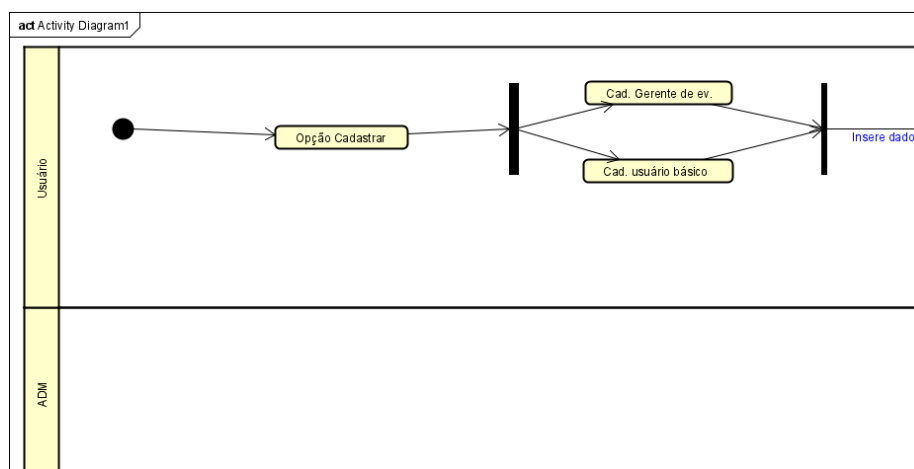 act Activity Diagram1
Usuário
Opção Cadastrar
Cad. Gerente de ev.
Cad. usuário básico
Insere dado
ADM